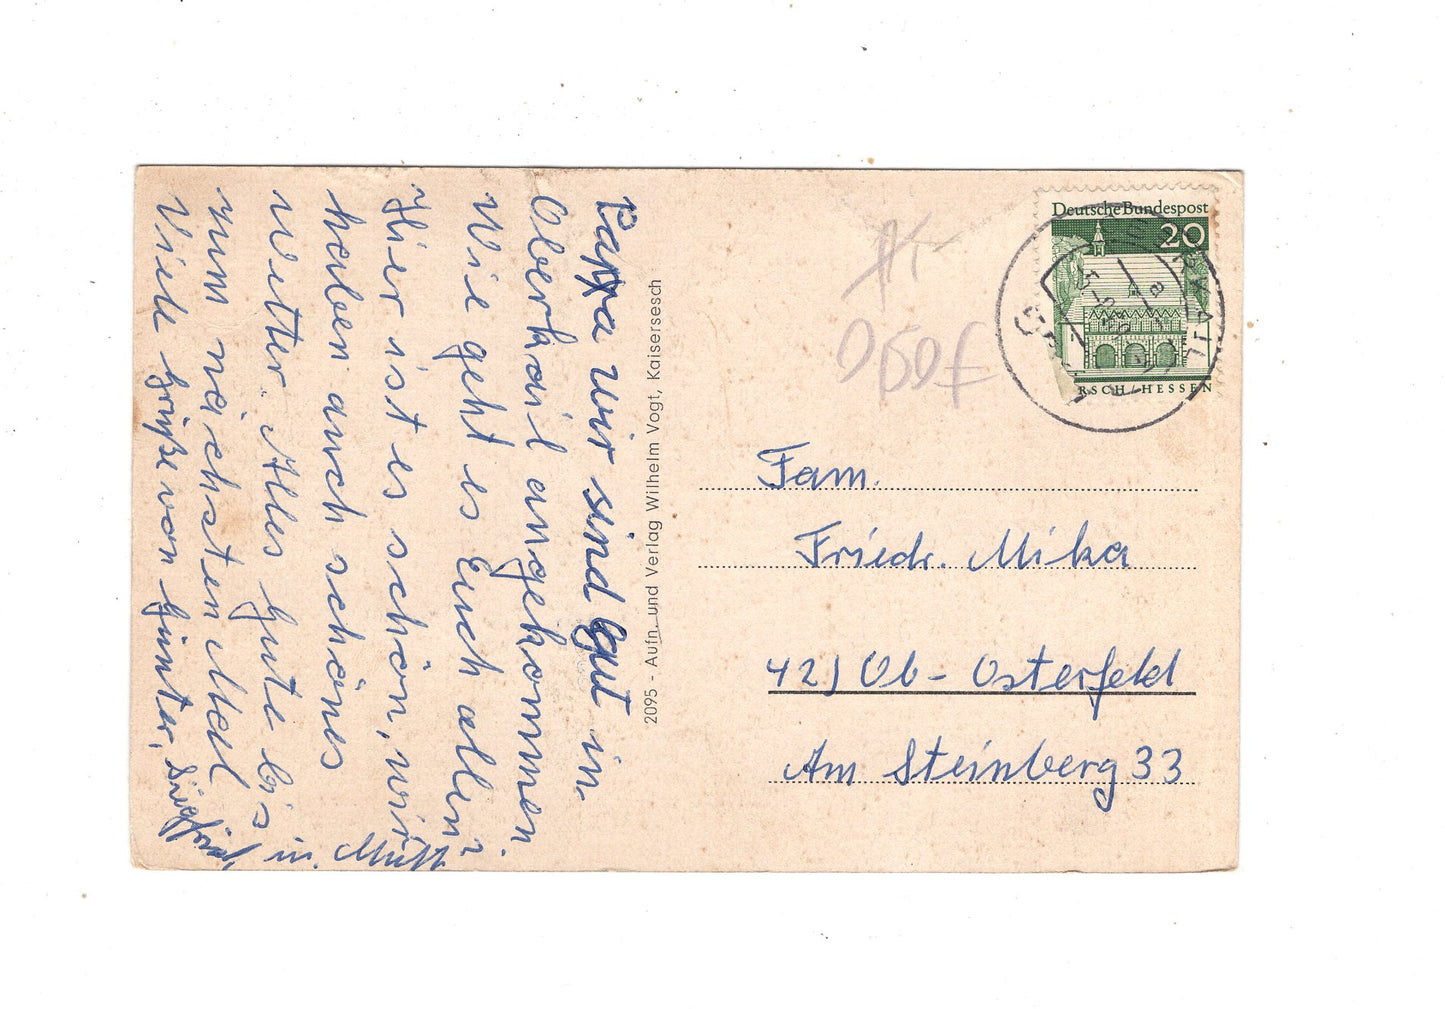 Pappa wir sind gut in
Oberkail angekommen.
Wie geht es Euch allen?
Hier ist es schön, wir
haben auch schönes
Wetter. Alles gute bis
zum nächsten Mal
Viele Grüße von Günter, Siegfried
in. Mutti
2095 - Aufn. und Verlag Wilhelm Vogt, Kaisersesch
Deutsche Bundespost
20
RSCH/HESSEN
Fam.
Friedr. Mika
42) Ob - Osterfeld
Am Steinberg 33